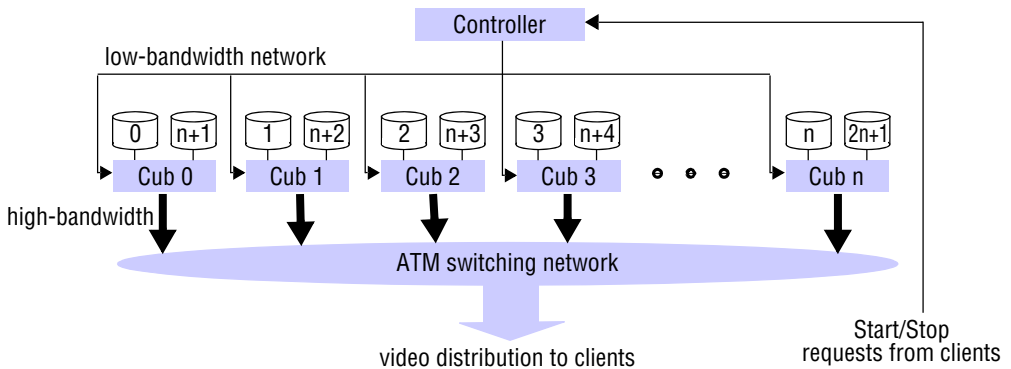 Controller
low-bandwidth network
0 n+1 1 n+2 2 n+3 3 n+4 n 2n+1
Cub 0 Cub 1 Cub 2 Cub 3 Cub n
high-bandwidth
ATM switching network
Start/Stop
requests from clients
video distribution to clients